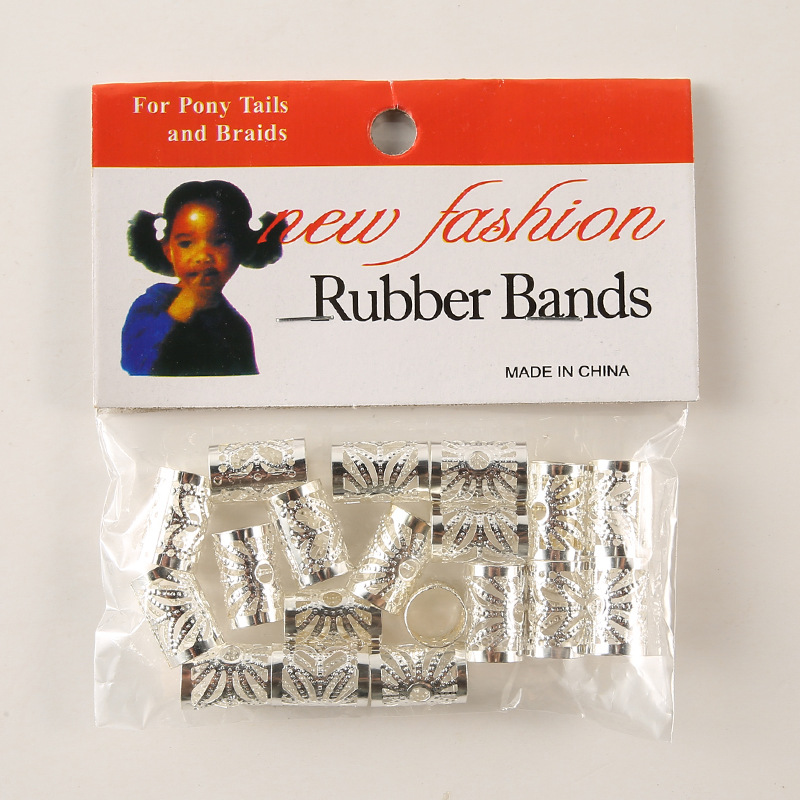 For Pony Tails
and Braids
new fashion
Rubber Bands
MADE IN CHINA